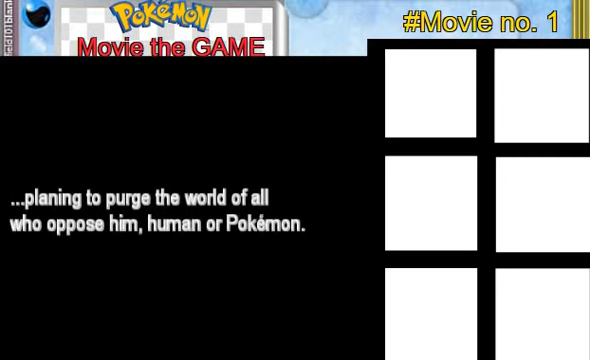 field101blank
POKéMON
Movie the GAME
#Movie no. 1
...planing to purge the world of all
who oppose him, human or Pokémon.